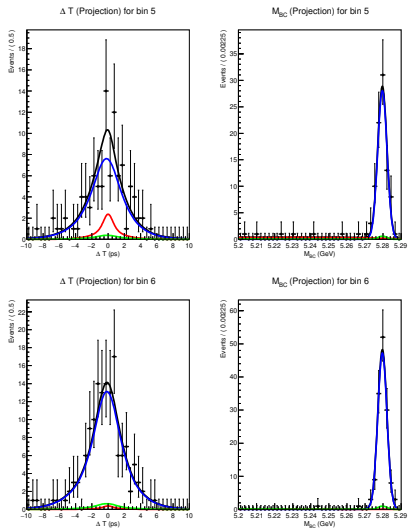 Δ T (Projection) for bin 5
Events / ( 0.5 )
18
16
14
12
10
8
6
4
2
0
-10 -8 -6 -4 -2 0 2 4 6 8 10
Δ T (ps)
M_BC (Projection) for bin 5
Events / ( 0.00225 )
35
30
25
20
15
10
5
0
5.2 5.21 5.22 5.23 5.24 5.25 5.26 5.27 5.28 5.29
M_BC (GeV)
Δ T (Projection) for bin 6
Events / ( 0.5 )
22
20
18
16
14
12
10
8
6
4
2
0
-10 -8 -6 -4 -2 0 2 4 6 8 10
Δ T (ps)
M_BC (Projection) for bin 6
Events / ( 0.00225 )
60
50
40
30
20
10
0
5.2 5.21 5.22 5.23 5.24 5.25 5.26 5.27 5.28 5.29
M_BC (GeV)